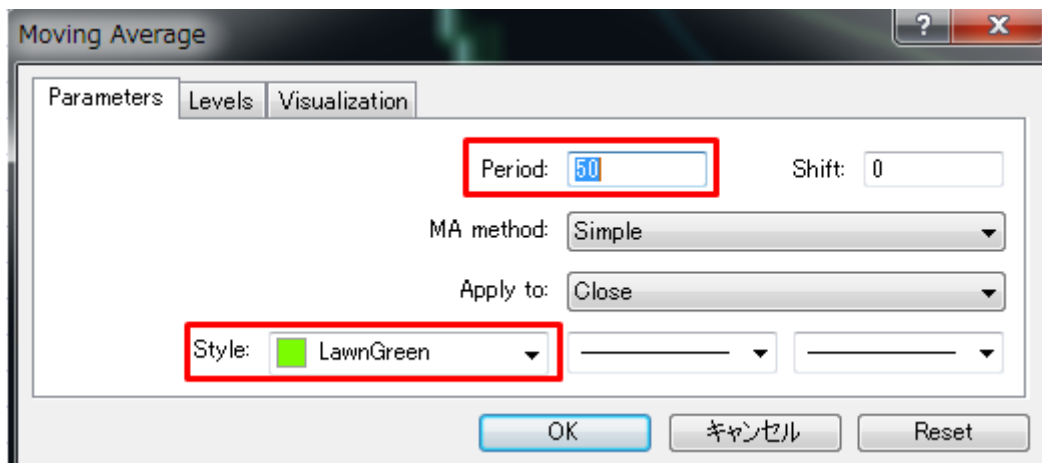 Moving Average
Parameters Levels Visualization
Period: 50 Shift: 0
MA method: Simple
Apply to: Close
Style: LawnGreen
OK キャンセル Reset